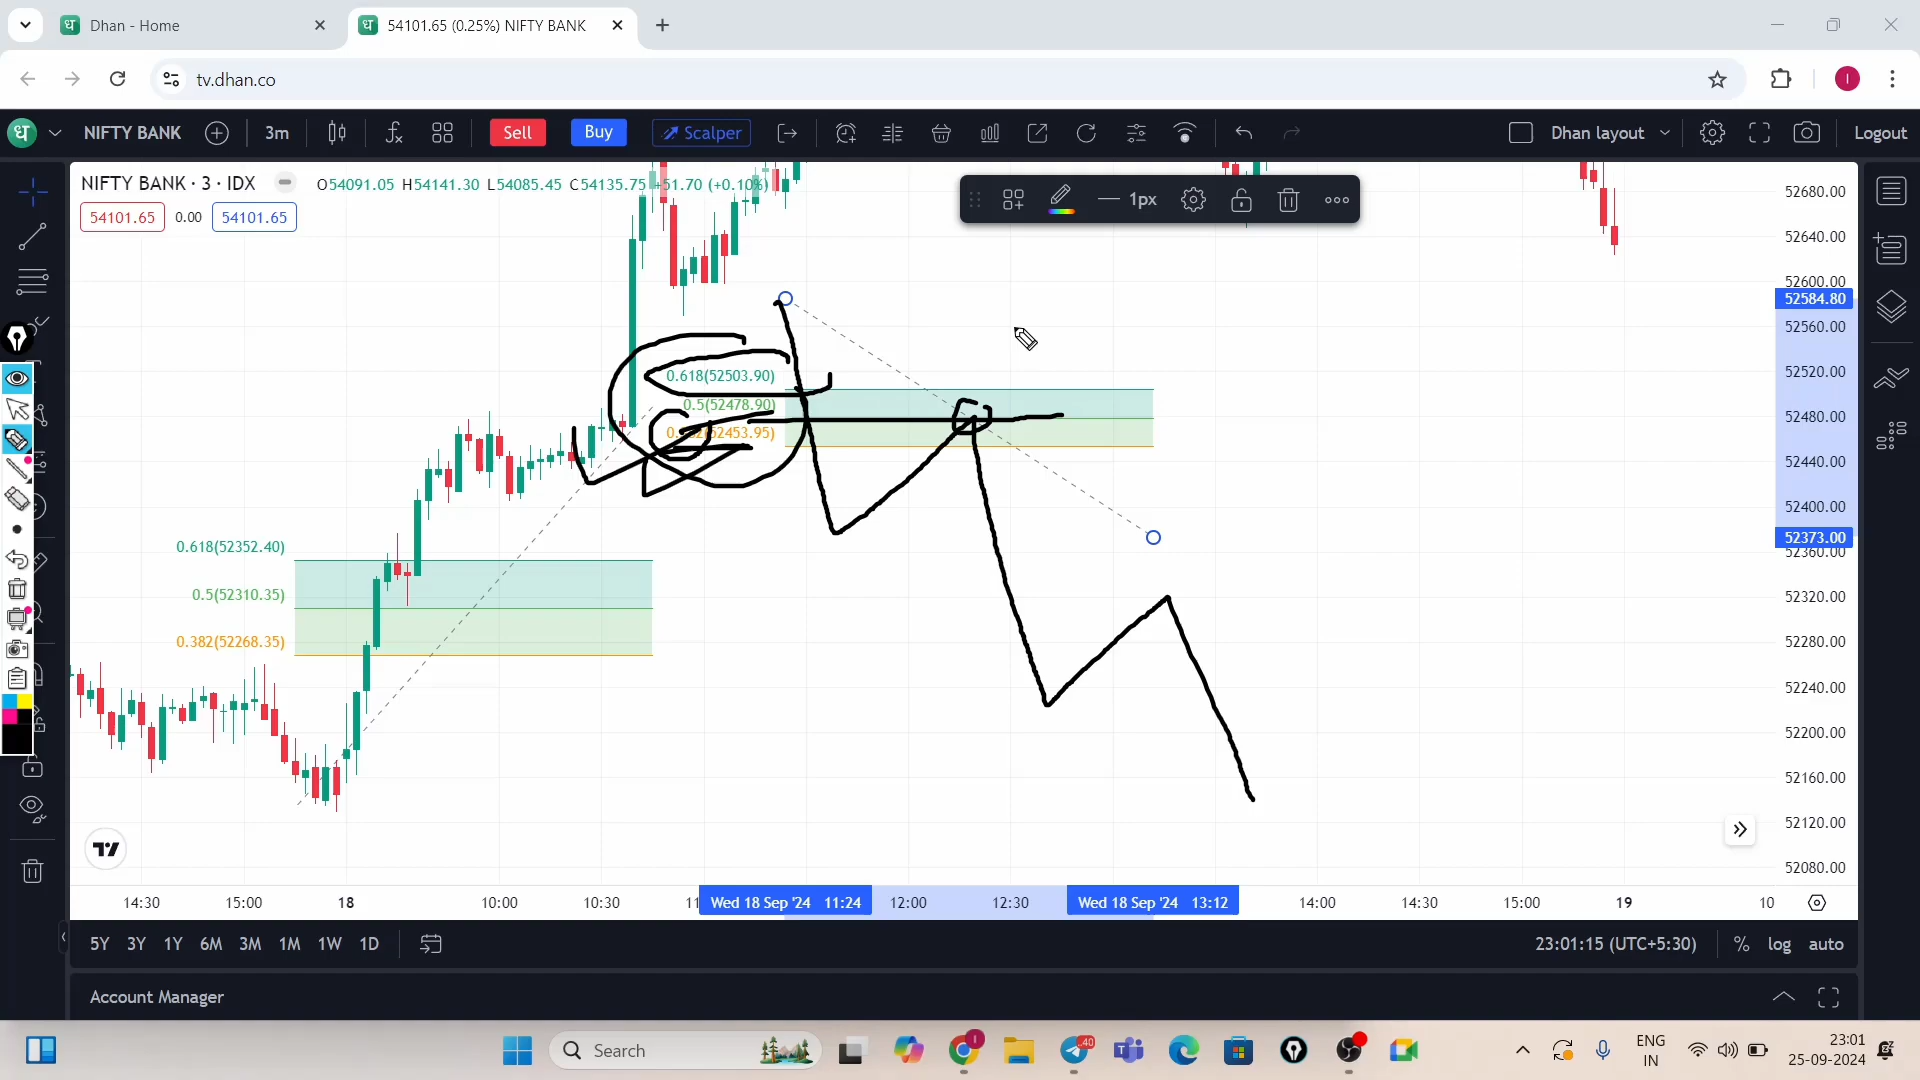 Dhan - Home
54101.65 (0.25%) NIFTY BANK
tv.dhan.co
I
ध NIFTY BANK 3m Sell Buy Scalper Dhan layout Logout
NIFTY BANK · 3 · IDX O54091.05 H54141.30 L54085.45 C54135.75 +51.70 (+0.10%)
54101.65 0.00 54101.65
1px
52680.00
52640.00
52600.00
52584.80
52560.00
52520.00
52480.00
52440.00
52400.00
52373.00
52360.00
52320.00
52280.00
52240.00
52200.00
52160.00
52120.00
52080.00
0.618(52503.90)
0.5(52478.90)
(52453.95)
0.618(52352.40)
0.5(52310.35)
0.382(52268.35)
14:30 15:00 18 10:00 10:30 Wed 18 Sep '24 11:24 12:00 12:30 Wed 18 Sep '24 13:12 14:00 14:30 15:00 19 10
5Y 3Y 1Y 6M 3M 1M 1W 1D 23:01:15 (UTC+5:30) % log auto
Account Manager
Search
40
ENG
IN
23:01
25-09-2024